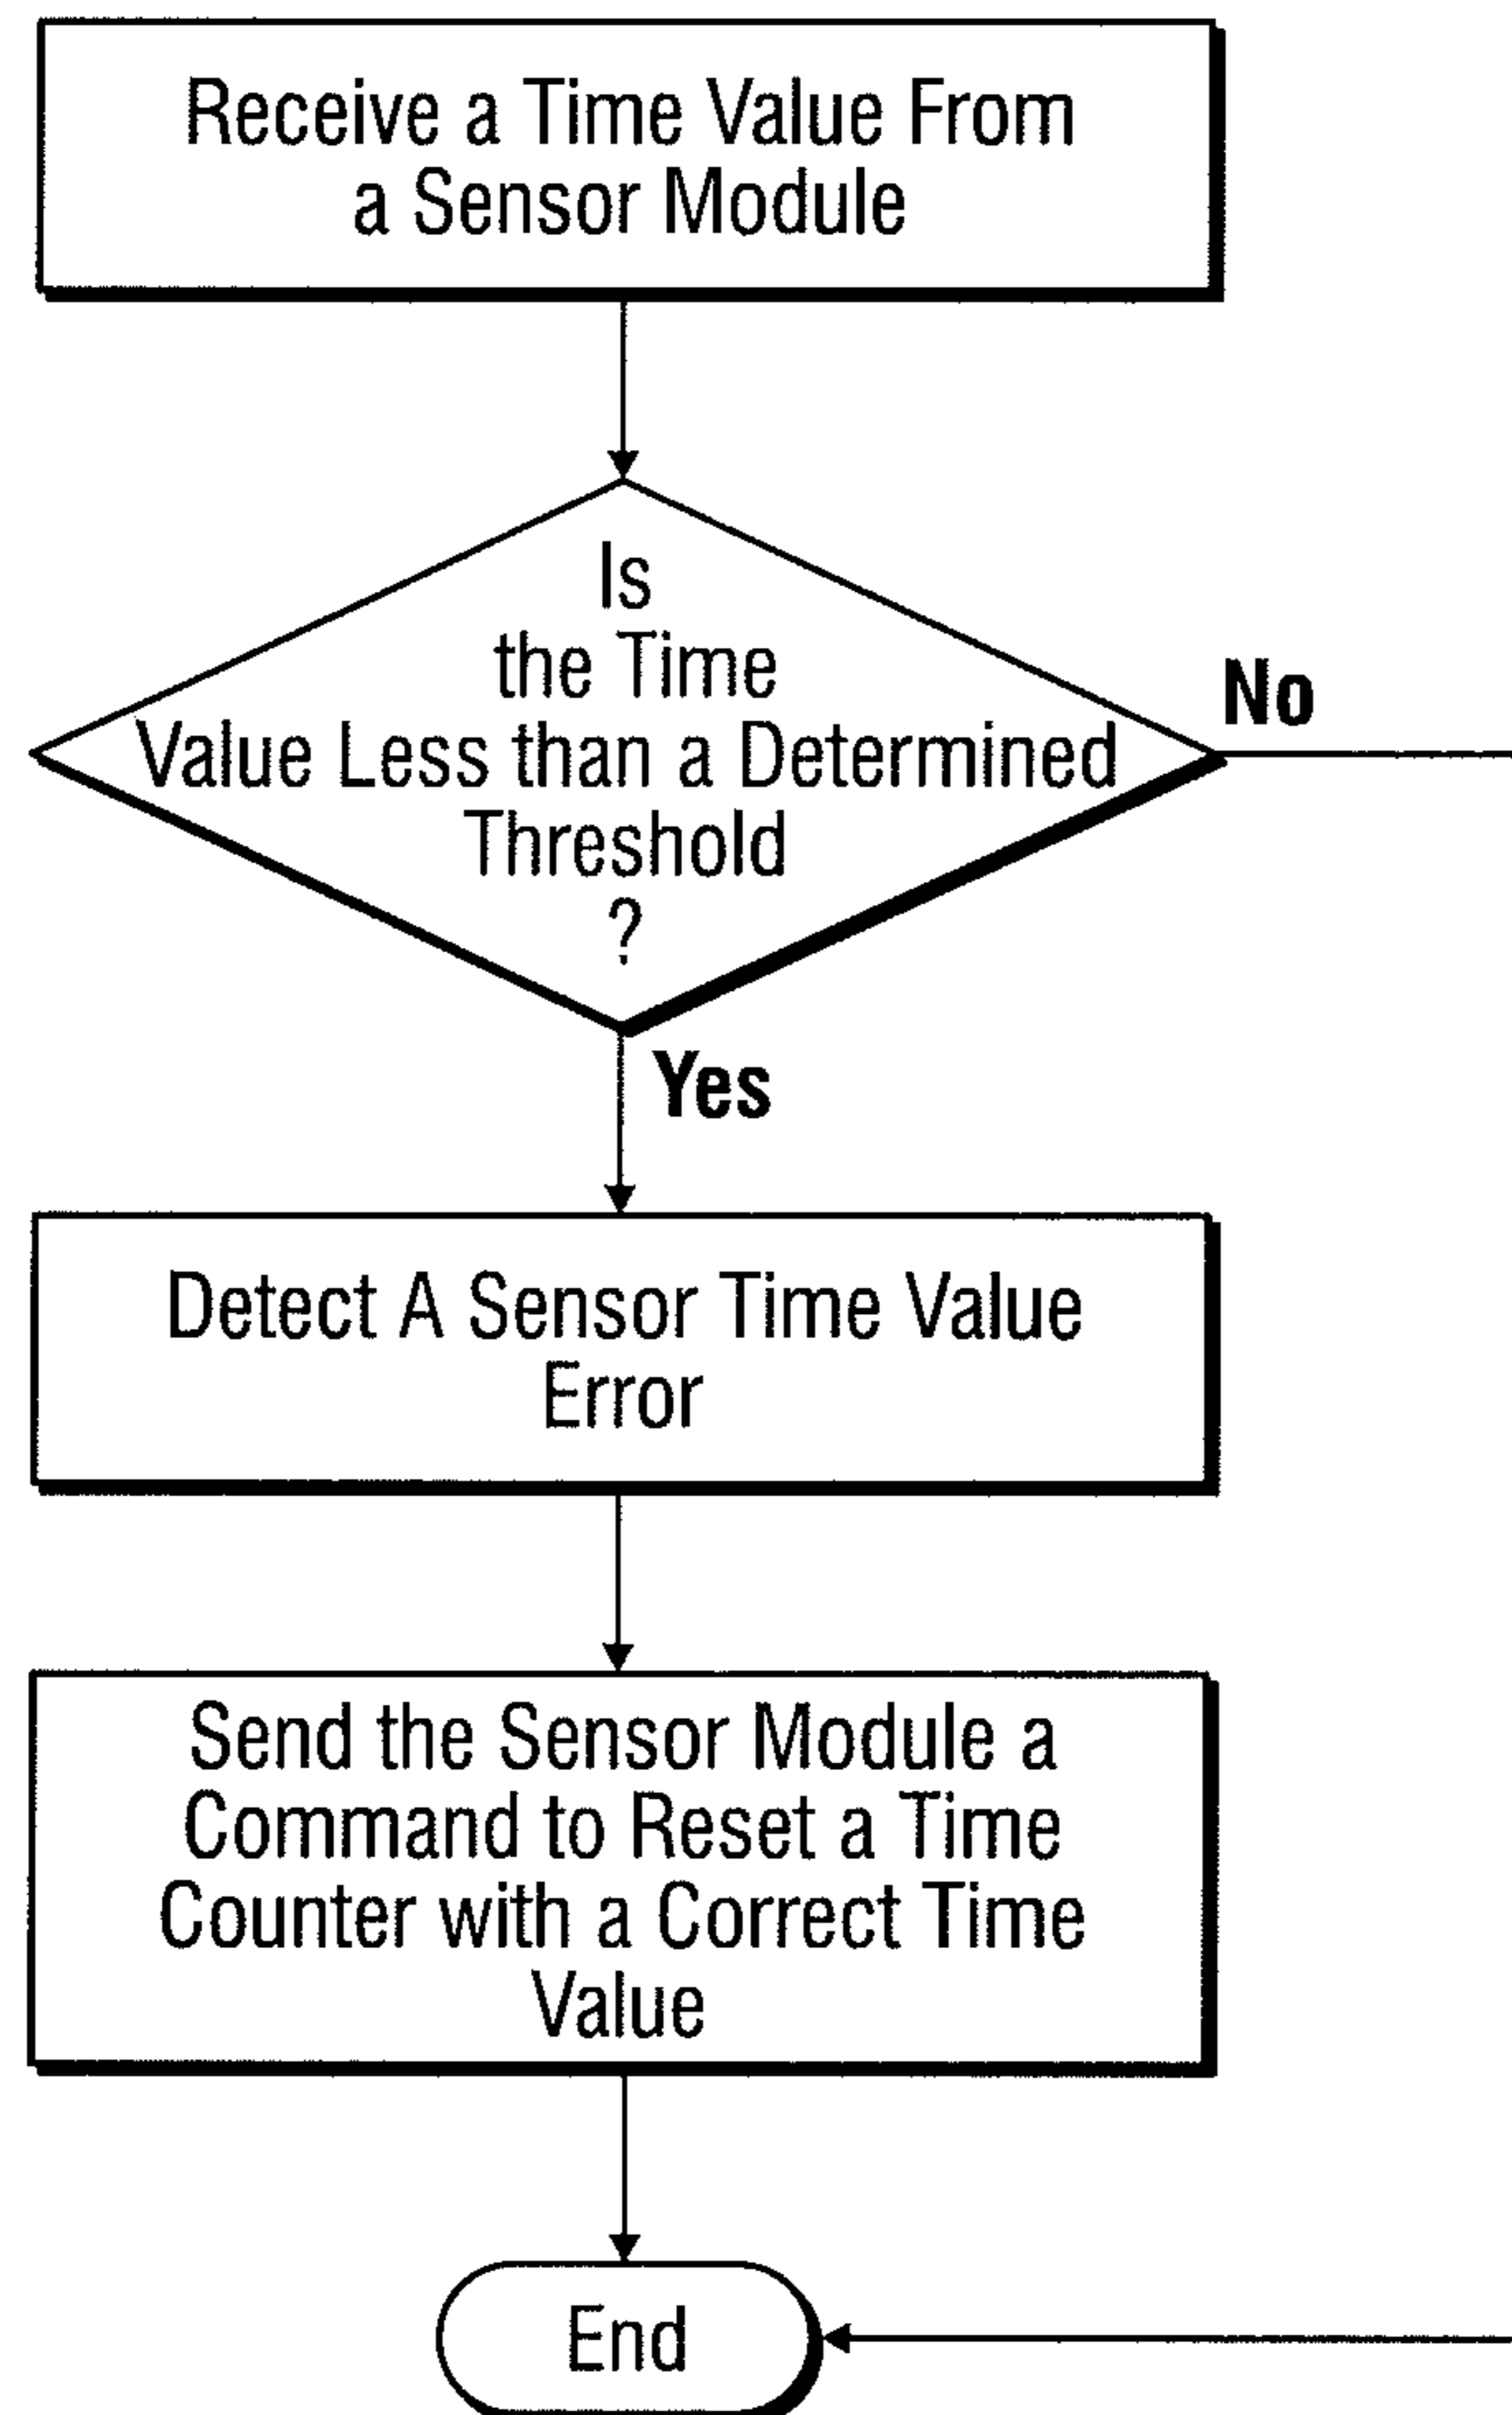 Receive a Time Value From
a Sensor Module
Is
the Time
Value Less than a Determined
Threshold
?
No
Yes
Detect A Sensor Time Value
Error
Send the Sensor Module a
Command to Reset a Time
Counter with a Correct Time
Value
End